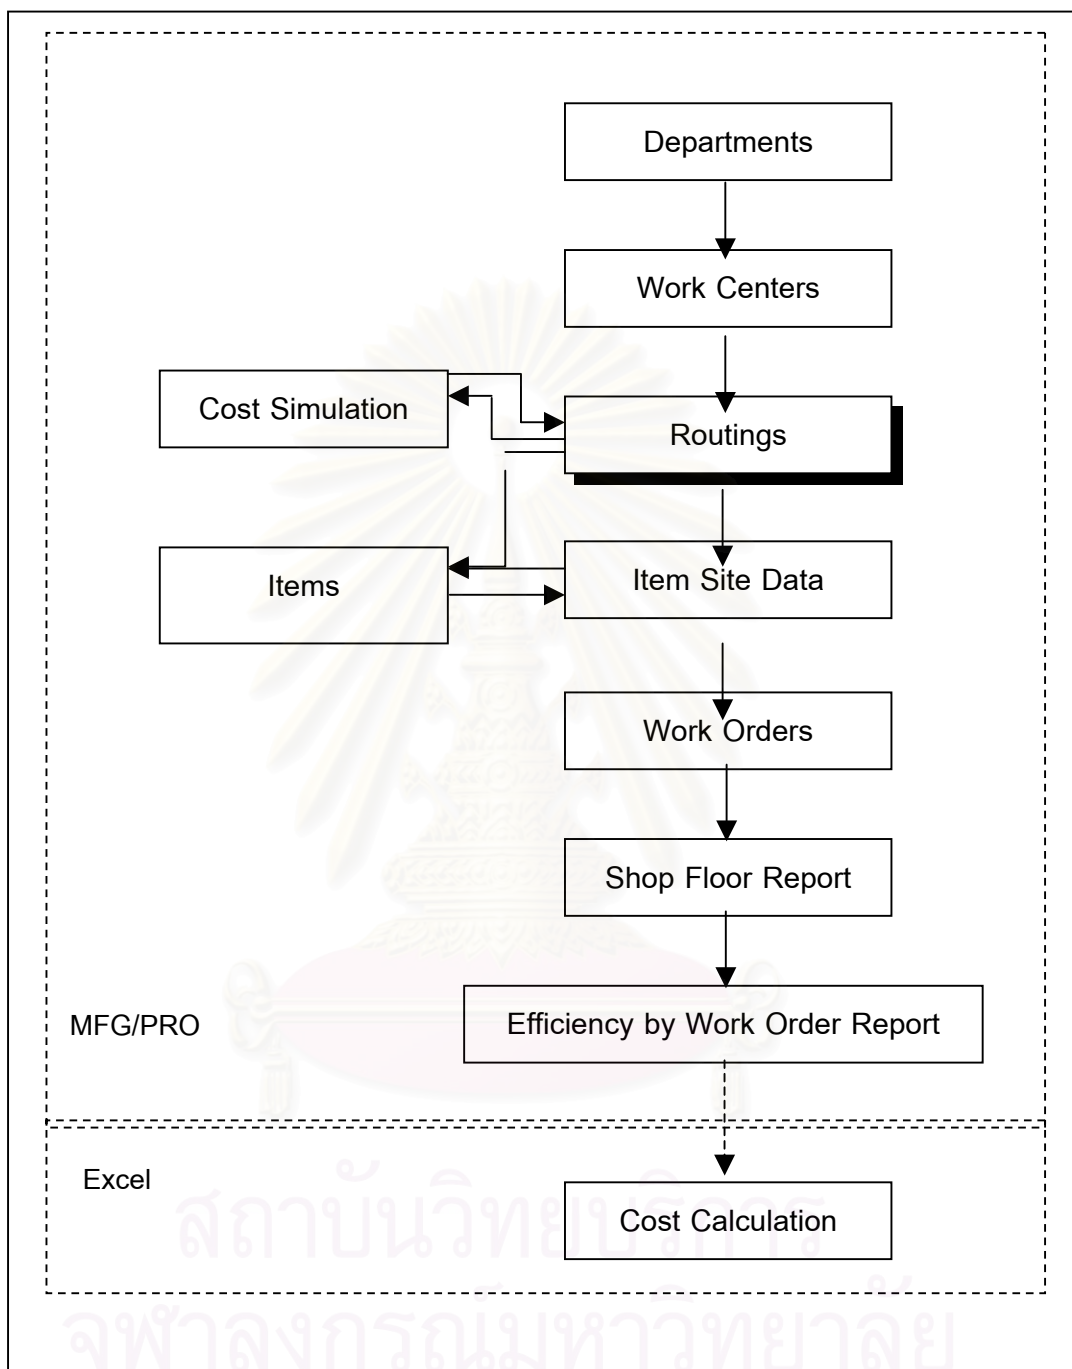 Departments
Work Centers
Cost Simulation
Routings
Items
Item Site Data
Work Orders
Shop Floor Report
MFG/PRO
Efficiency by Work Order Report
Excel
สถาบันวิทยบริการ
Cost Calculation
จุฬาลงกรณ์มหาวิทยาลัย